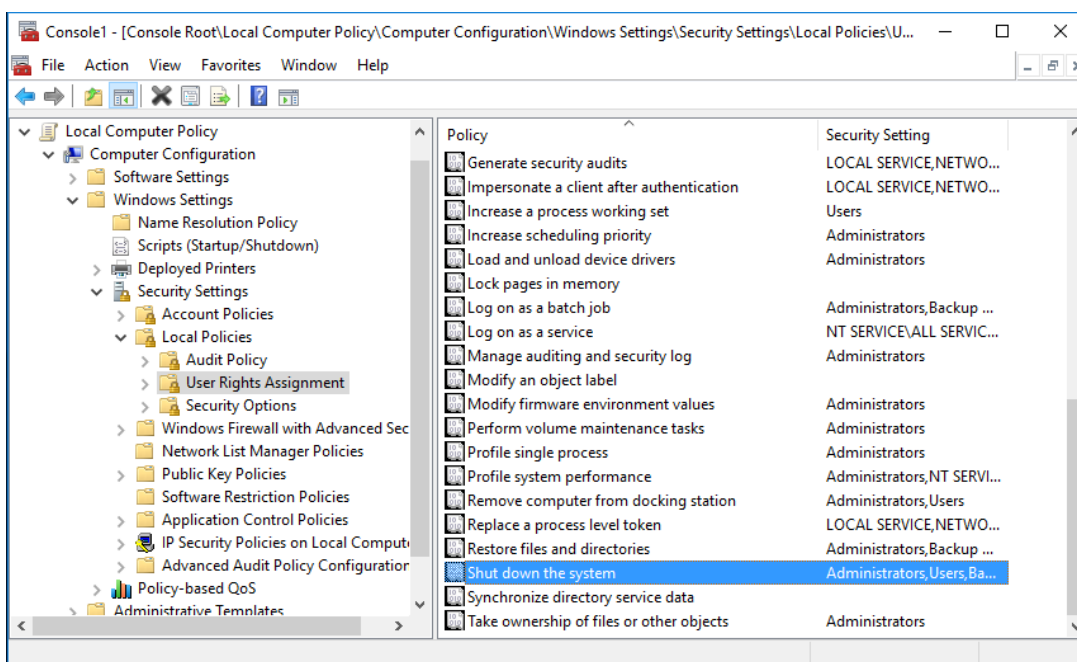 Console1 - [Console Root\Local Computer Policy\Computer Configuration\Windows Settings\Security Settings\Local Policies\U...
File Action View Favorites Window Help
Local Computer Policy
Computer Configuration
Software Settings
Windows Settings
Name Resolution Policy
Scripts (Startup/Shutdown)
Deployed Printers
Security Settings
Account Policies
Local Policies
Audit Policy
User Rights Assignment
Security Options
Windows Firewall with Advanced Sec
Network List Manager Policies
Public Key Policies
Software Restriction Policies
Application Control Policies
IP Security Policies on Local Compute
Advanced Audit Policy Configuration
Policy-based QoS
Administrative Templates
Policy Security Setting
Generate security audits LOCAL SERVICE,NETWO...
Impersonate a client after authentication LOCAL SERVICE,NETWO...
Increase a process working set Users
Increase scheduling priority Administrators
Load and unload device drivers Administrators
Lock pages in memory
Log on as a batch job Administrators,Backup ...
Log on as a service NT SERVICE\ALL SERVIC...
Manage auditing and security log Administrators
Modify an object label
Modify firmware environment values Administrators
Perform volume maintenance tasks Administrators
Profile single process Administrators
Profile system performance Administrators,NT SERVI...
Remove computer from docking station Administrators,Users
Replace a process level token LOCAL SERVICE,NETWO...
Restore files and directories Administrators,Backup ...
Shut down the system Administrators,Users,Ba...
Synchronize directory service data
Take ownership of files or other objects Administrators